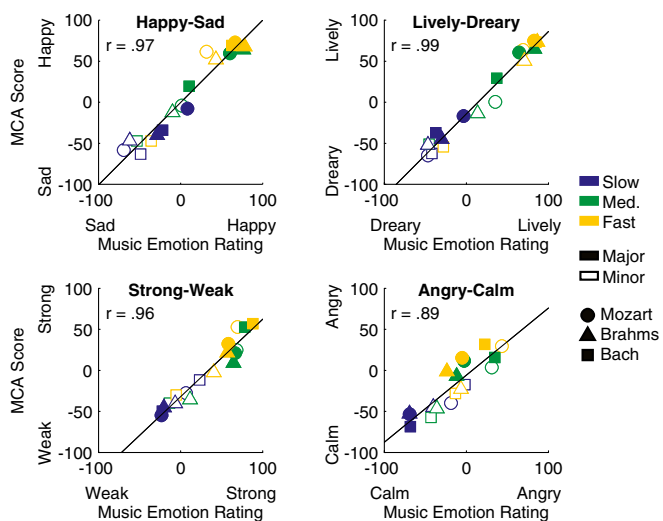 Happy-Sad
r = .97
MCA Score
Happy
Sad
100
50
0
-50
-100
-100 0 100
Sad Happy
Music Emotion Rating
Lively-Dreary
r = .99
Lively
Dreary
100
50
0
-50
-100
-100 0 100
Dreary Lively
Music Emotion Rating
Slow
Med.
Fast
Major
Minor
Mozart
Brahms
Bach
Strong-Weak
r = .96
MCA Score
Strong
Weak
100
50
0
-50
-100
-100 0 100
Weak Strong
Music Emotion Rating
Angry-Calm
r = .89
Angry
Calm
100
50
0
-50
-100
-100 0 100
Calm Angry
Music Emotion Rating